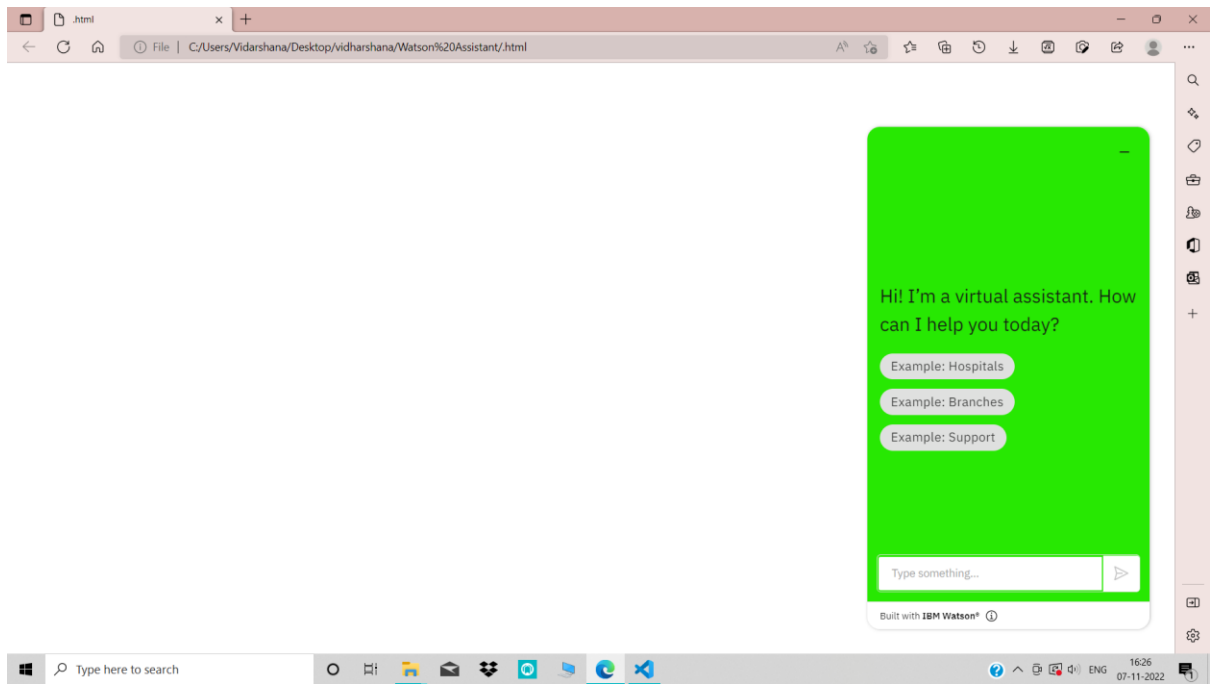 .html
File
C:/Users/Vidarshana/Desktop/vidharshana/Watson%20Assistant/.html
Hi! I'm a virtual assistant. How
can I help you today?
Example: Hospitals
Example: Branches
Example: Support
Type something...
Built with IBM Watson®
Type here to search
ENG
16:26
07-11-2022